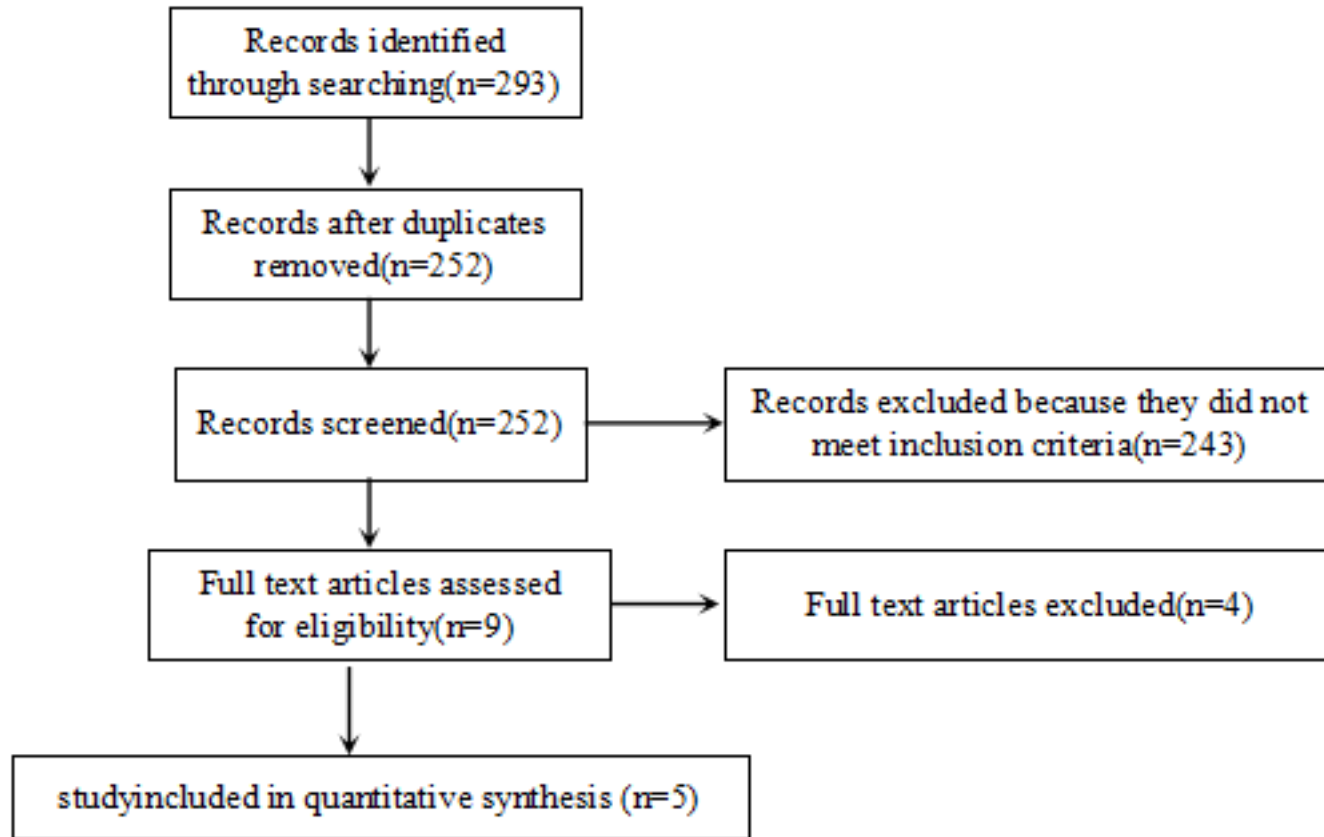 Records identified
through searching(n=293)
Records after duplicates
removed(n=252)
Records screened(n=252)
Records excluded because they did not
meet inclusion criteria(n=243)
Full text articles assessed
for eligibility(n=9)
Full text articles excluded(n=4)
studyincluded in quantitative synthesis (n=5)